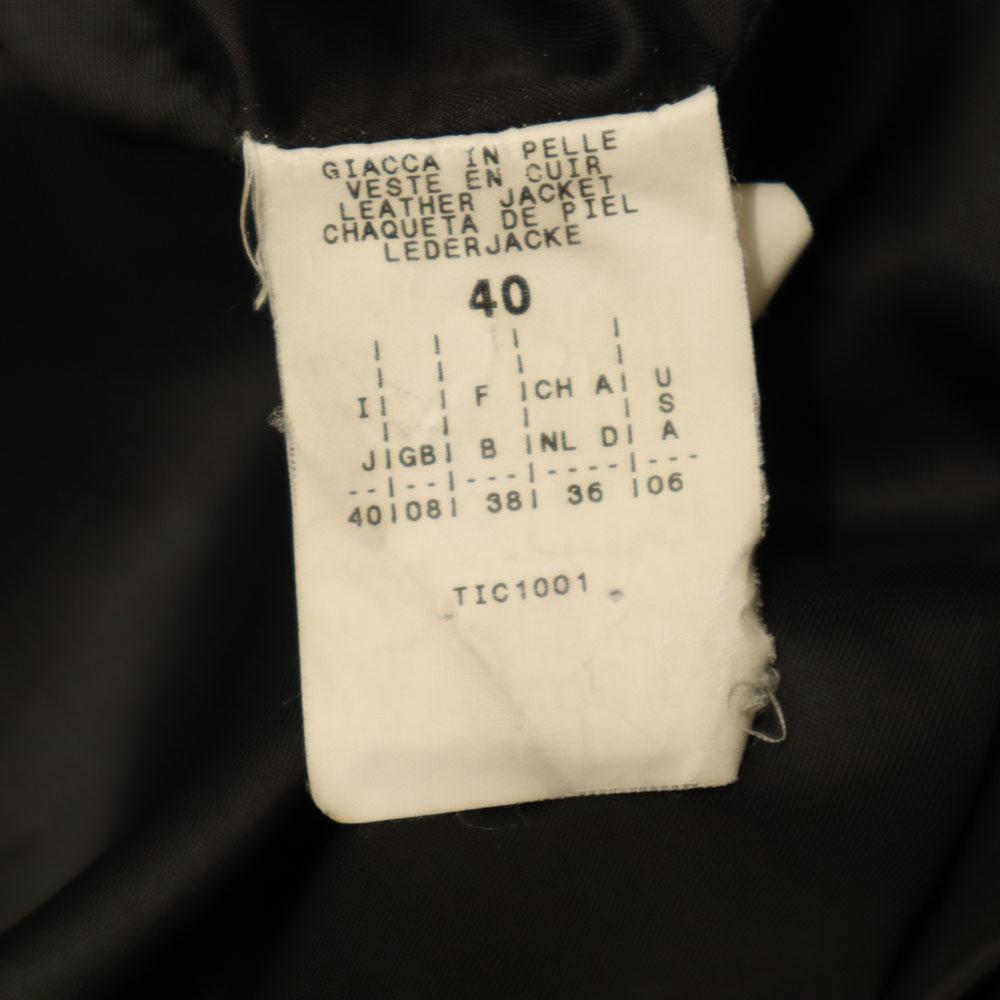 GIACCA IN PELLE
VESTE EN CUIR
LEATHER JACKET
CHAQUETA DE PIEL
LEDERJACKE
40
I F CH A U
S
J GB B NL D A
40 08 38 36 06
TIC1001